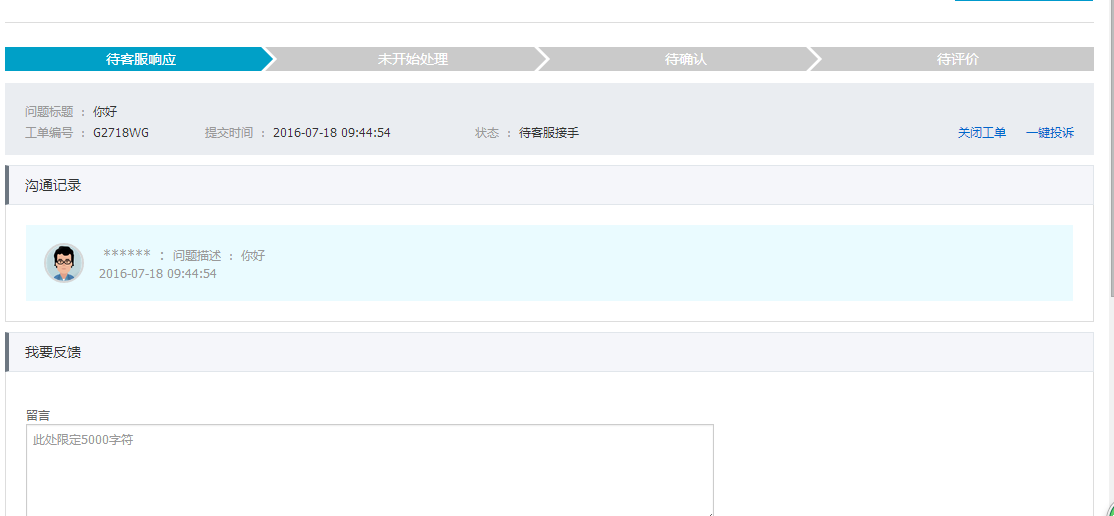 待客服响应 未开始处理 待确认 待评价
问题标题 : 你好
工单编号 : G2718WG 提交时间 : 2016-07-18 09:44:54 状态 : 待客服接手 关闭工单 一键投诉
沟通记录
****** : 问题描述 : 你好
2016-07-18 09:44:54
我要反馈
留言
此处限定5000字符